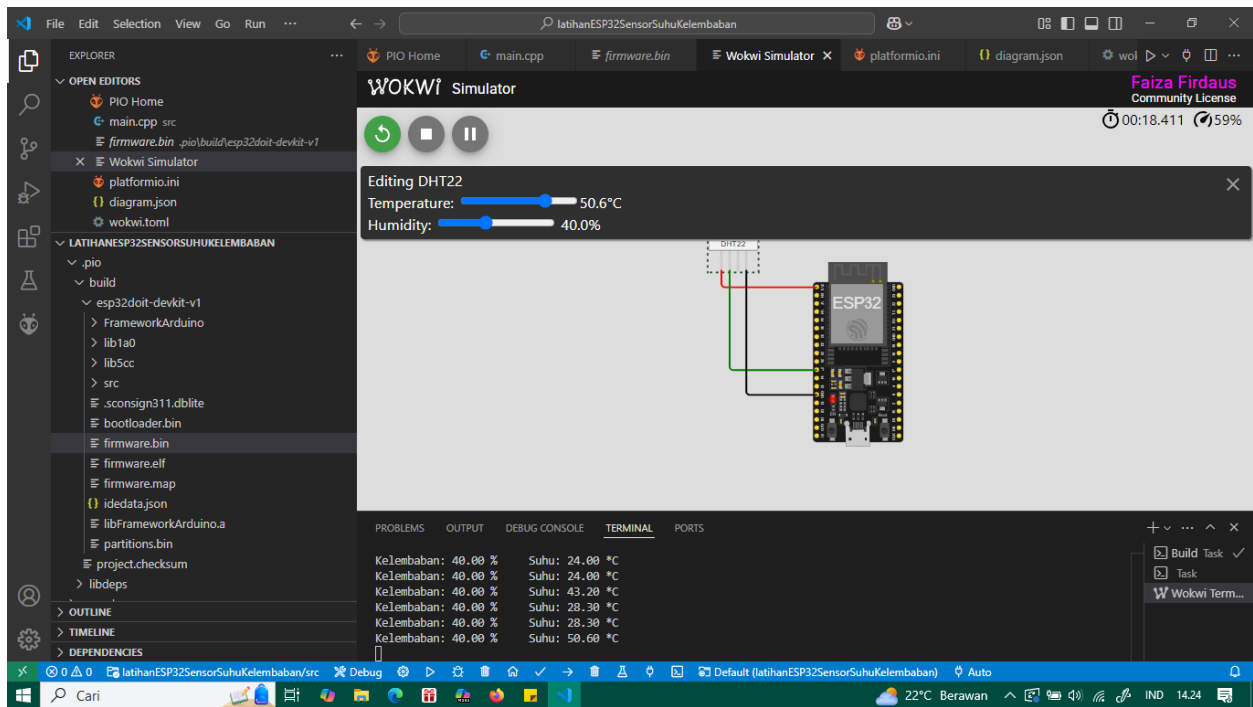 File Edit Selection View Go Run ··· latihanESP32SensorSuhuKelembaban
EXPLORER ···
OPEN EDITORS
PIO Home
main.cpp src
firmware.bin .pio\build\esp32doit-devkit-v1
Wokwi Simulator
platformio.ini
diagram.json
wokwi.toml
LATIHANESP32SENSORSUHUKELEMBABAN
.pio
build
esp32doit-devkit-v1
FrameworkArduino
lib1a0
lib5cc
src
.sconsign311.dblite
bootloader.bin
firmware.bin
firmware.elf
firmware.map
idedata.json
libFrameworkArduino.a
partitions.bin
project.checksum
libdeps
OUTLINE
TIMELINE
DEPENDENCIES
PIO Home main.cpp firmware.bin Wokwi Simulator platformio.ini diagram.json wol
WOKWI Simulator
Faiza Firdaus
Community License
00:18.411 59%
Editing DHT22
Temperature: 50.6°C
Humidity: 40.0%
DHT22
ESP32
PROBLEMS OUTPUT DEBUG CONSOLE TERMINAL PORTS
Kelembaban: 40.00 % Suhu: 24.00 *C
Kelembaban: 40.00 % Suhu: 24.00 *C
Kelembaban: 40.00 % Suhu: 43.20 *C
Kelembaban: 40.00 % Suhu: 28.30 *C
Kelembaban: 40.00 % Suhu: 28.30 *C
Kelembaban: 40.00 % Suhu: 50.60 *C
Build Task
Task
Wokwi Term...
0 0 latihanESP32SensorSuhuKelembaban/src Debug Default (latihanESP32SensorSuhuKelembaban) Auto
Cari 22°C Berawan IND 14.24